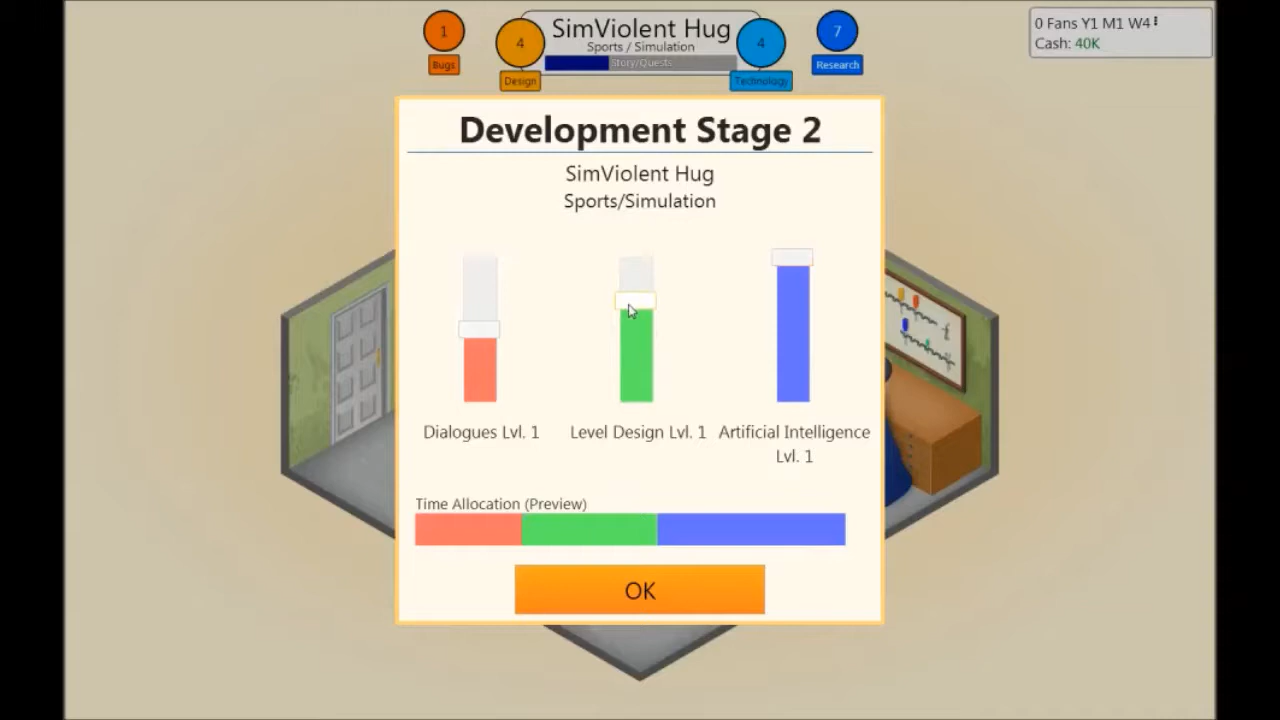 1
Bugs
4
Design
SimViolent Hug
Sports / Simulation
Story/Quests
4
Technology
7
Research
0 Fans Y1 M1 W4
Cash: 40K
Development Stage 2
SimViolent Hug
Sports/Simulation
Dialogues Lvl. 1
Level Design Lvl. 1
Artificial Intelligence
Lvl. 1
Time Allocation (Preview)
OK